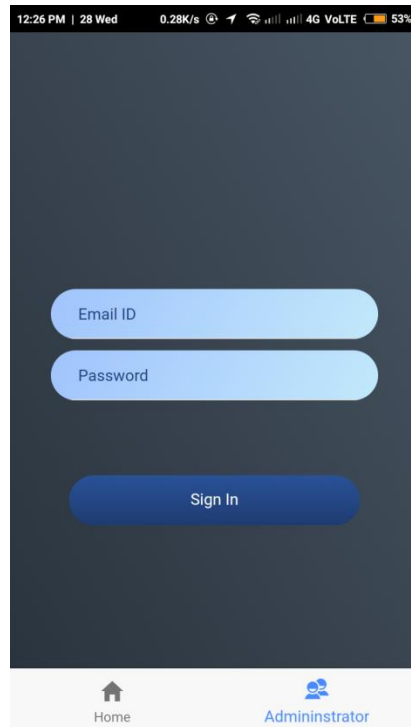 12:26 PM | 28 Wed 0.28K/s 4G VoLTE 53%
Email ID
Password
Sign In
Home Admininstrator